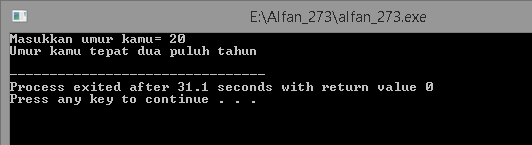 E:\Alfan_273\alfan_273.exe
Masukkan umur kamu= 20
Umur kamu tepat dua puluh tahun
--------------------------------
Process exited after 31.1 seconds with return value 0
Press any key to continue . . .